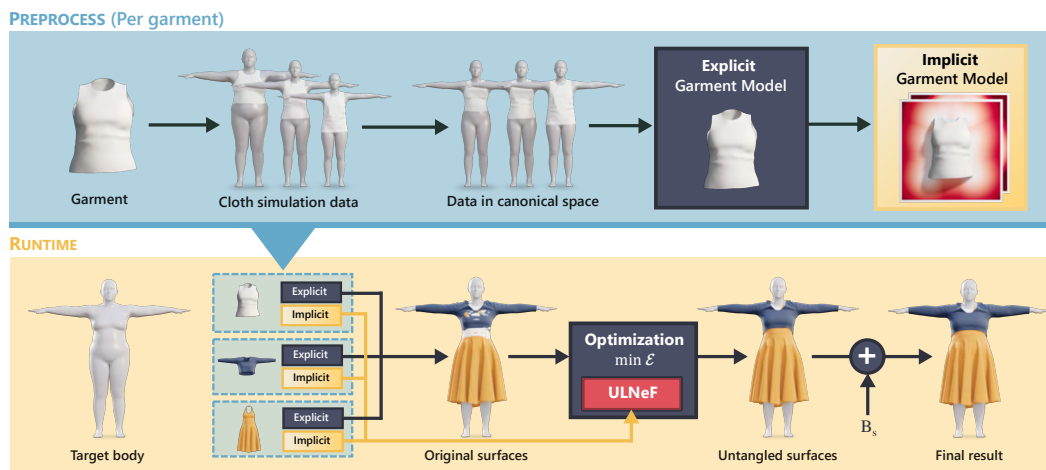 PREPROCESS (Per garment)
Explicit
Garment Model
Implicit
Garment Model
Garment
Cloth simulation data
Data in canonical space
RUNTIME
Explicit
Implicit
Explicit
Implicit
Explicit
Implicit
Optimization
min ℰ
ULNeF
Bs
Target body
Original surfaces
Untangled surfaces
Final result